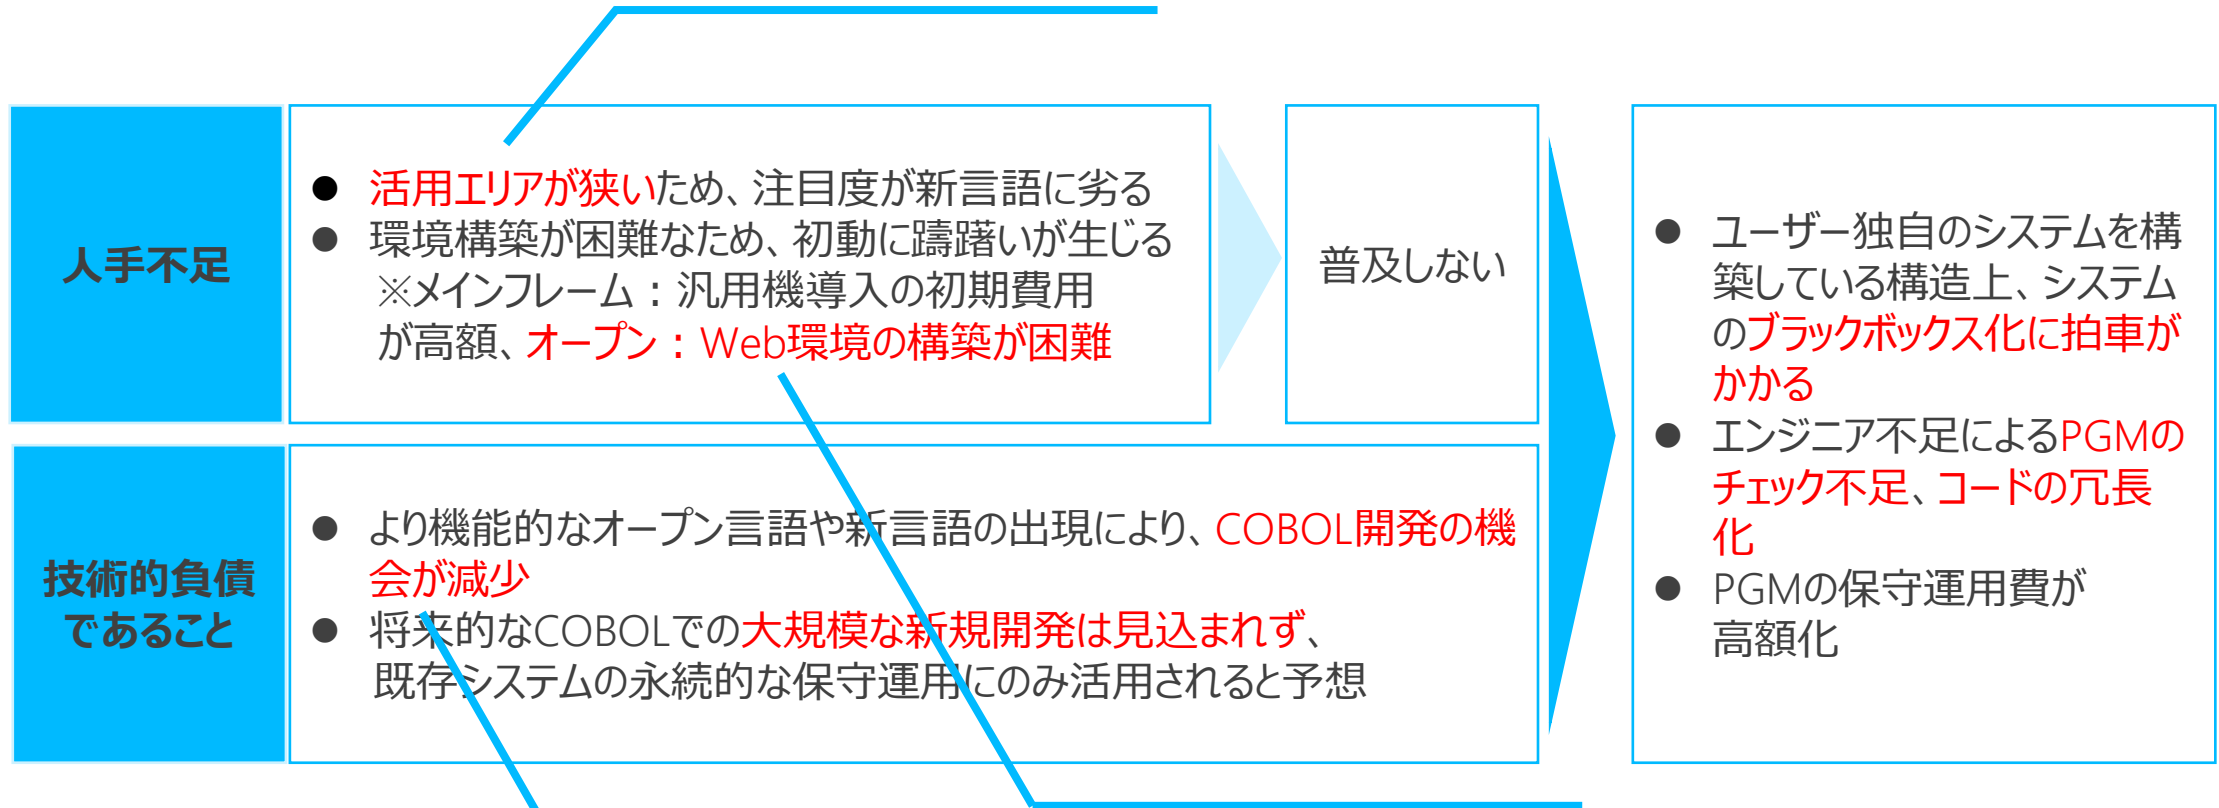 人手不足
● 活用エリアが狭いため、注目度が新言語に劣る
● 環境構築が困難なため、初動に躊躇いが生じる
※メインフレーム：汎用機導入の初期費用
が高額、オープン：Web環境の構築が困難
普及しない
技術的負債
であること
● より機能的なオープン言語や新言語の出現により、COBOL開発の機
会が減少
● 将来的なCOBOLでの大規模な新規開発は見込まれず、
既存システムの永続的な保守運用にのみ活用されると予想
● ユーザー独自のシステムを構
築している構造上、システム
のブラックボックス化に拍車が
かかる
● エンジニア不足によるPGMの
チェック不足、コードの冗長
化
● PGMの保守運用費が
高額化